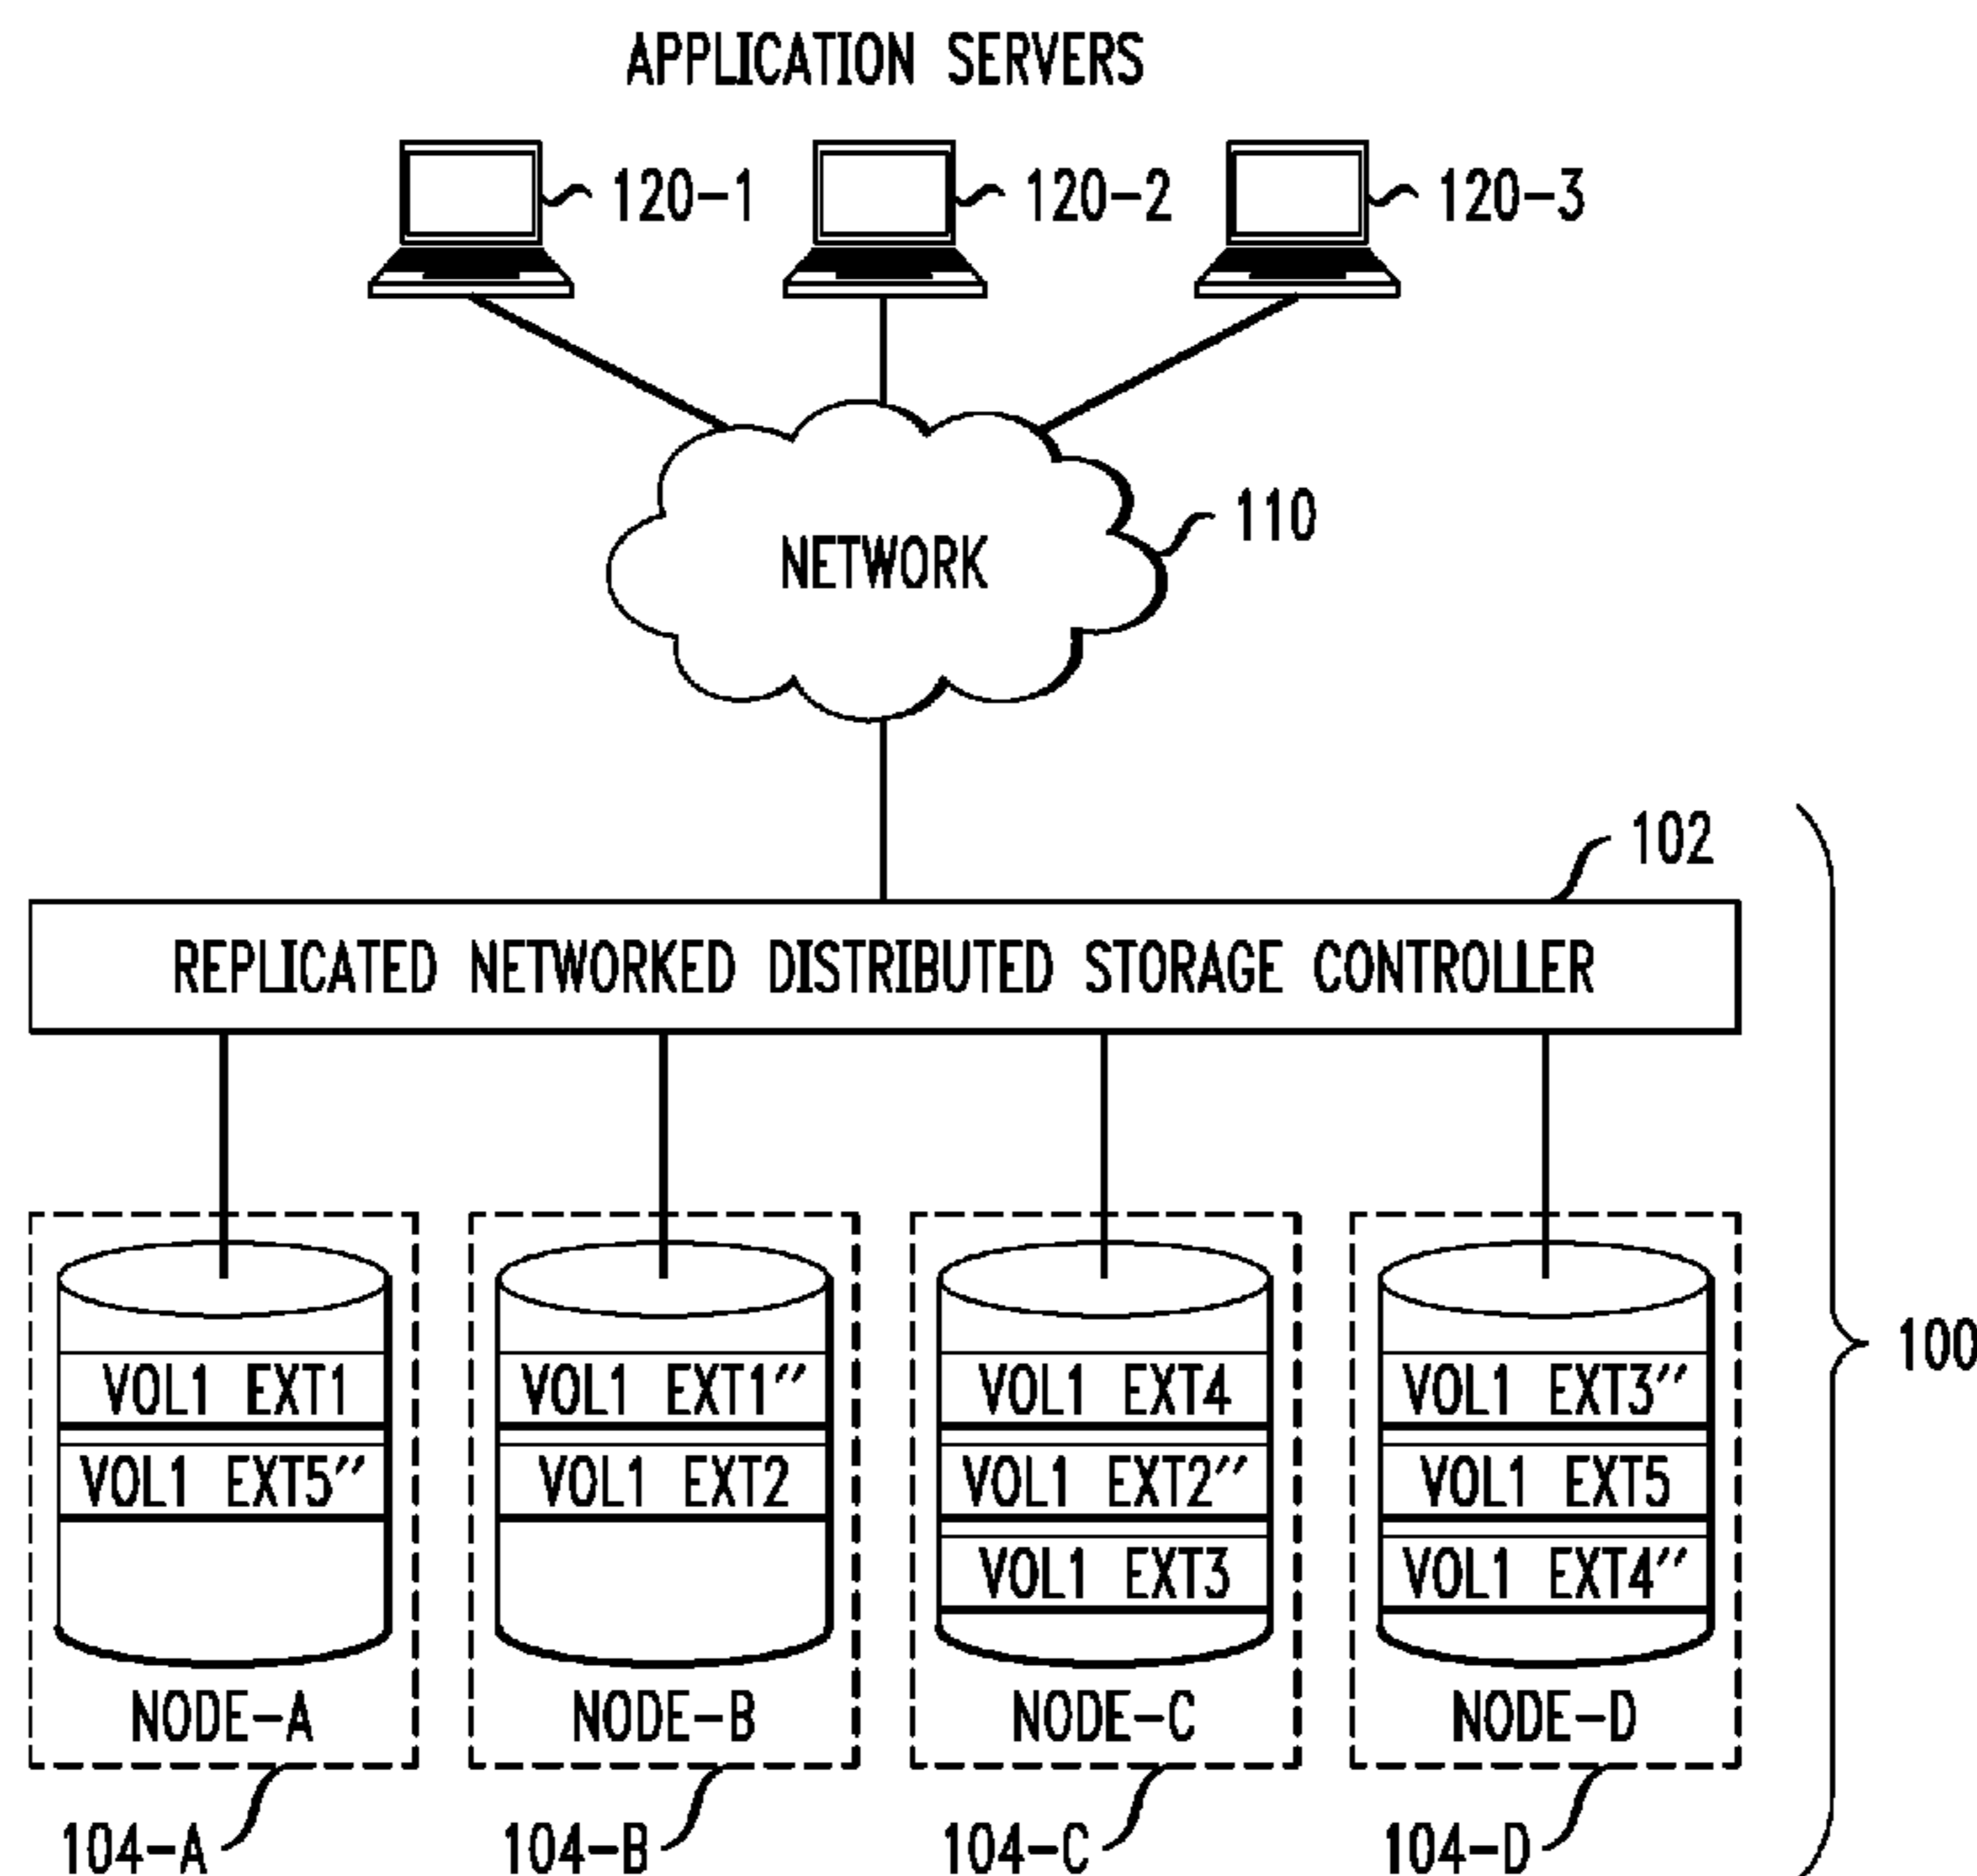 APPLICATION SERVERS
120-1 120-2 120-3
NETWORK
110
102
REPLICATED NETWORKED DISTRIBUTED STORAGE CONTROLLER
100
VOL1 EXT1
VOL1 EXT5″
NODE-A
104-A
VOL1 EXT1″
VOL1 EXT2
NODE-B
104-B
VOL1 EXT4
VOL1 EXT2″
VOL1 EXT3
NODE-C
104-C
VOL1 EXT3″
VOL1 EXT5
VOL1 EXT4″
NODE-D
104-D